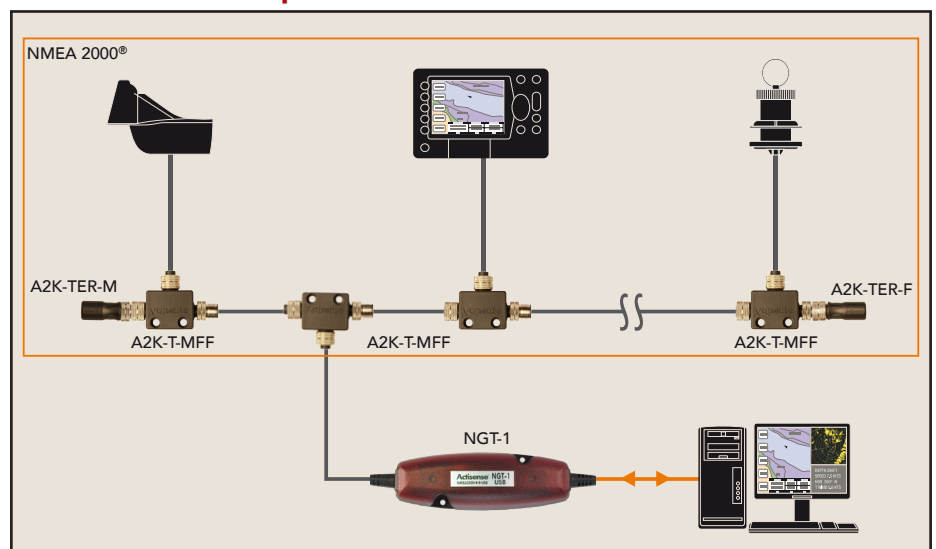 NMEA 2000®
A2K-TER-M
A2K-TER-F
A2K-T-MFF
A2K-T-MFF
A2K-T-MFF
NGT-1
Actisense NGT-1
USB